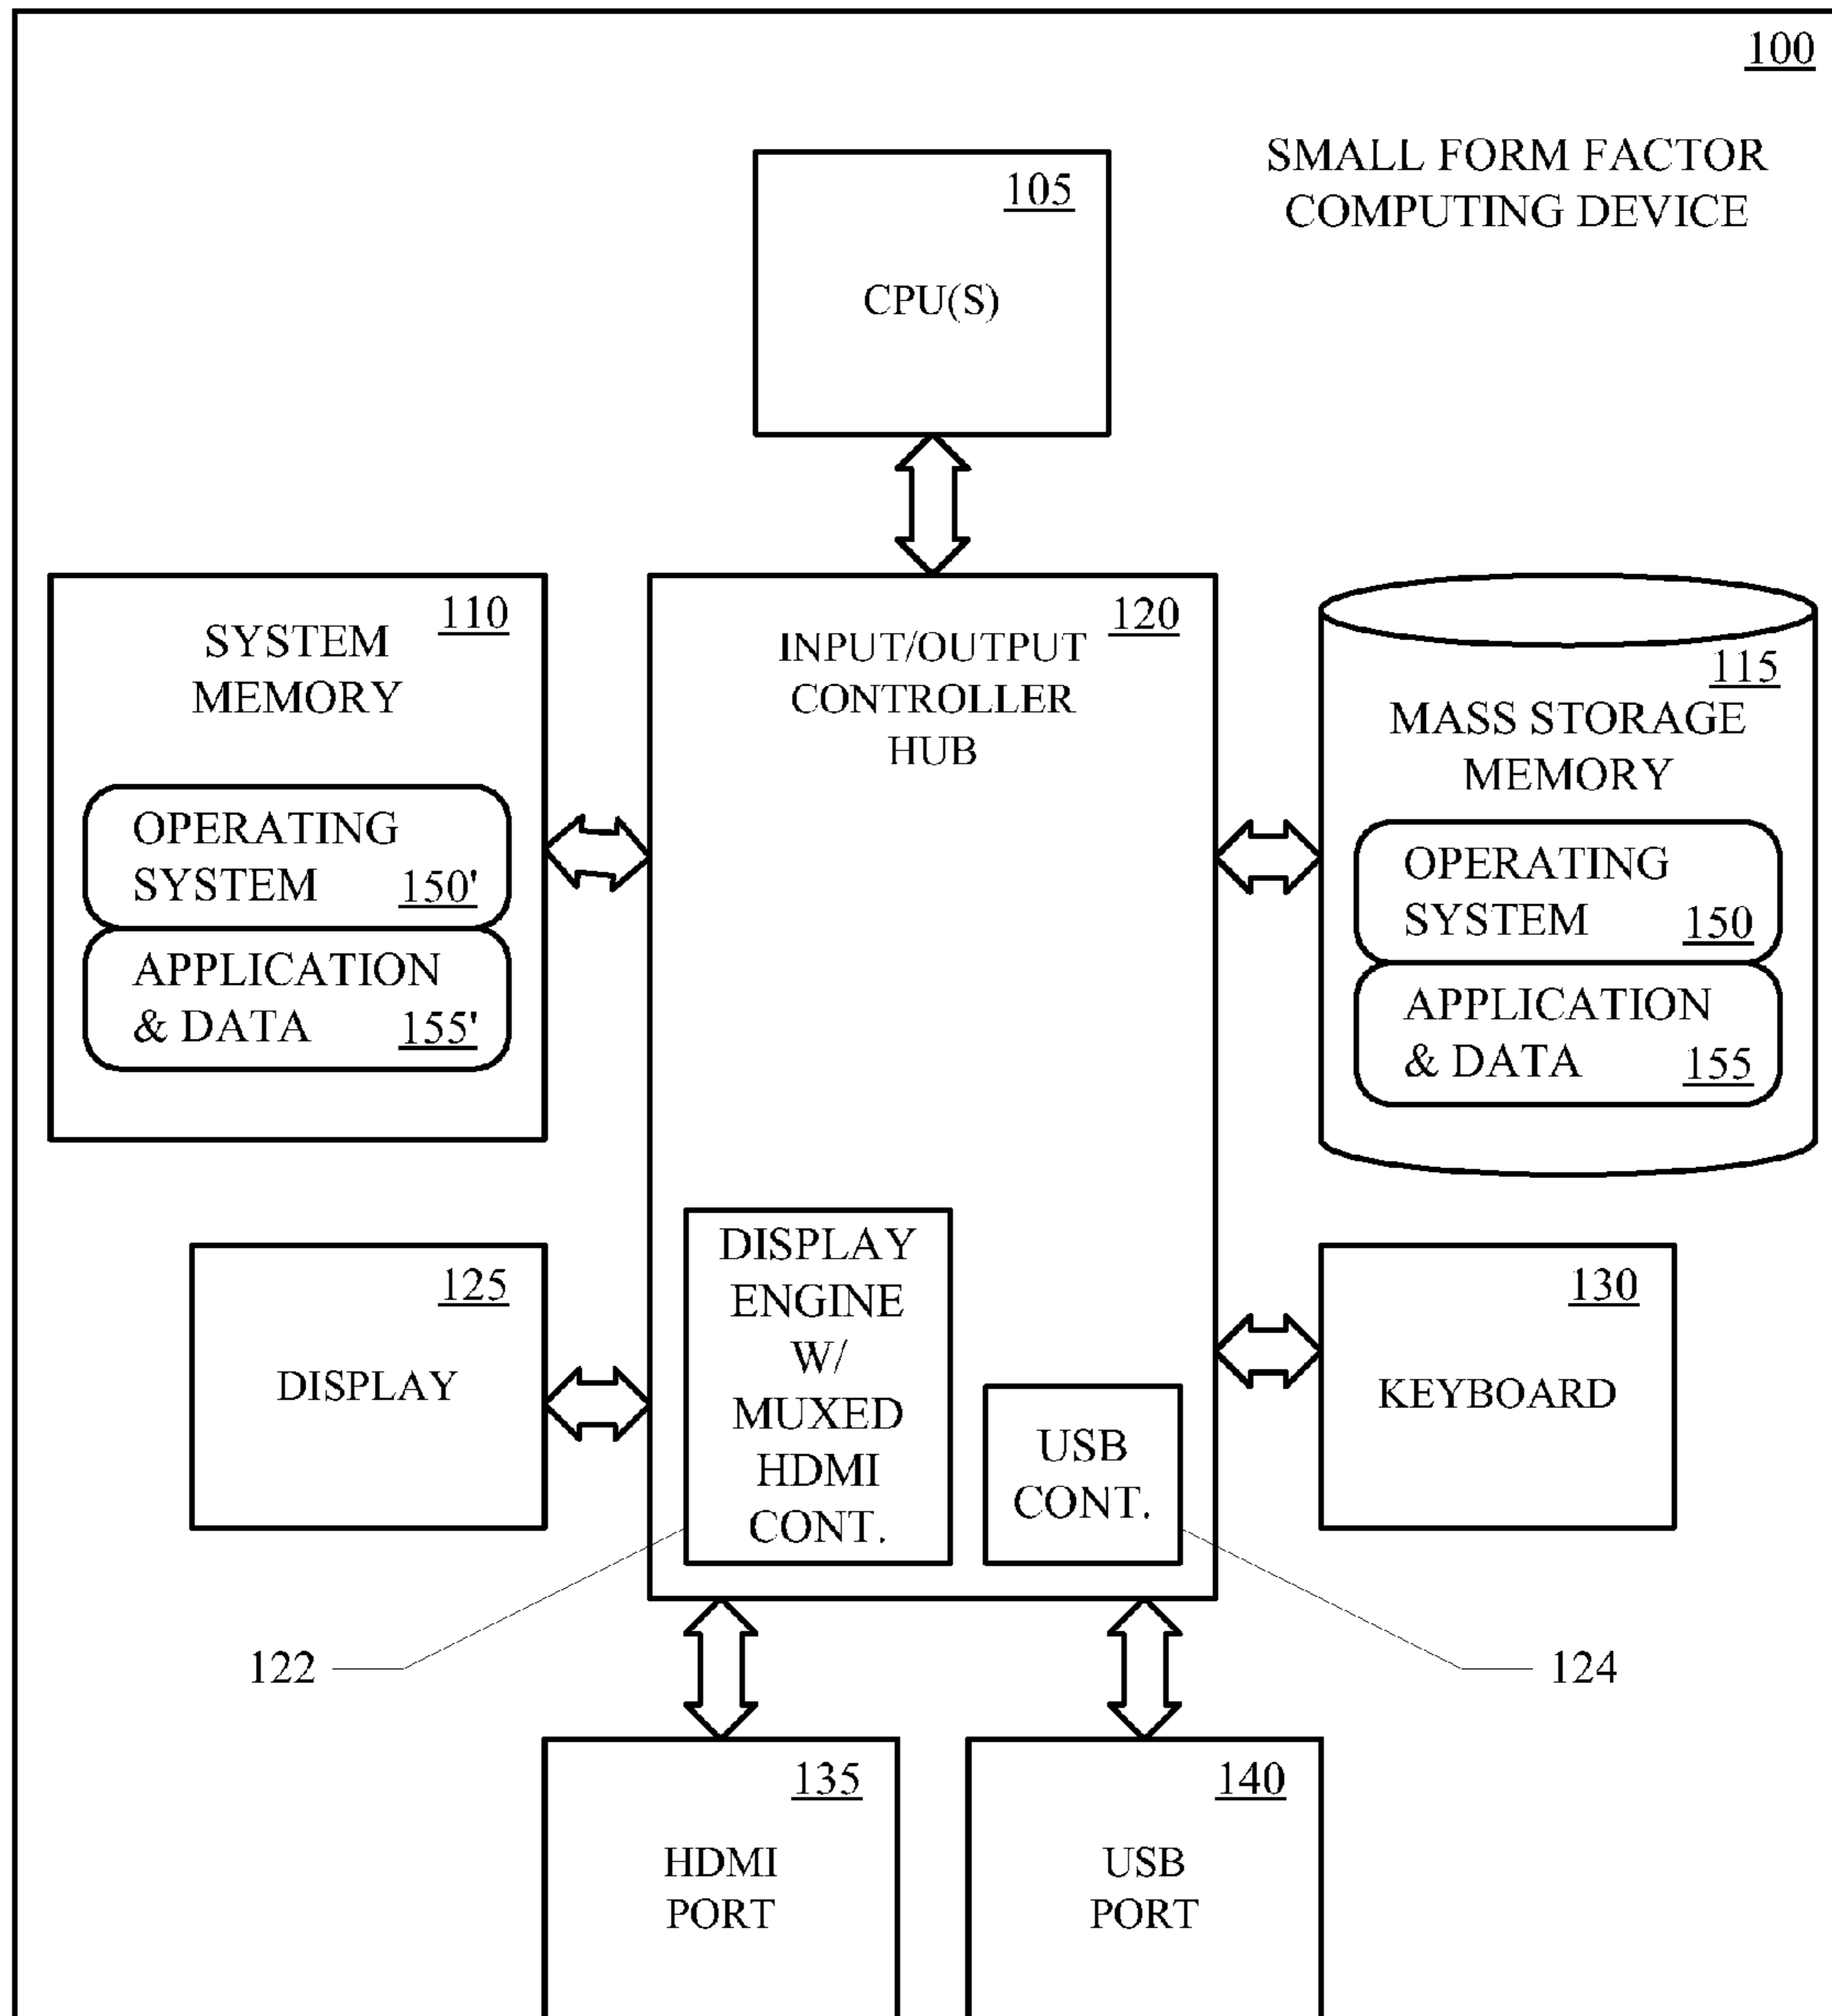 100
SMALL FORM FACTOR
COMPUTING DEVICE
105
CPU(S)
110
SYSTEM
MEMORY
OPERATING
SYSTEM 150'
APPLICATION
& DATA 155'
120
INPUT/OUTPUT
CONTROLLER
HUB
115
MASS STORAGE
MEMORY
OPERATING
SYSTEM 150
APPLICATION
& DATA 155
125
DISPLAY
DISPLAY
ENGINE
W/
MUXED
HDMI
CONT.
USB
CONT.
130
KEYBOARD
122
124
135
HDMI
PORT
140
USB
PORT